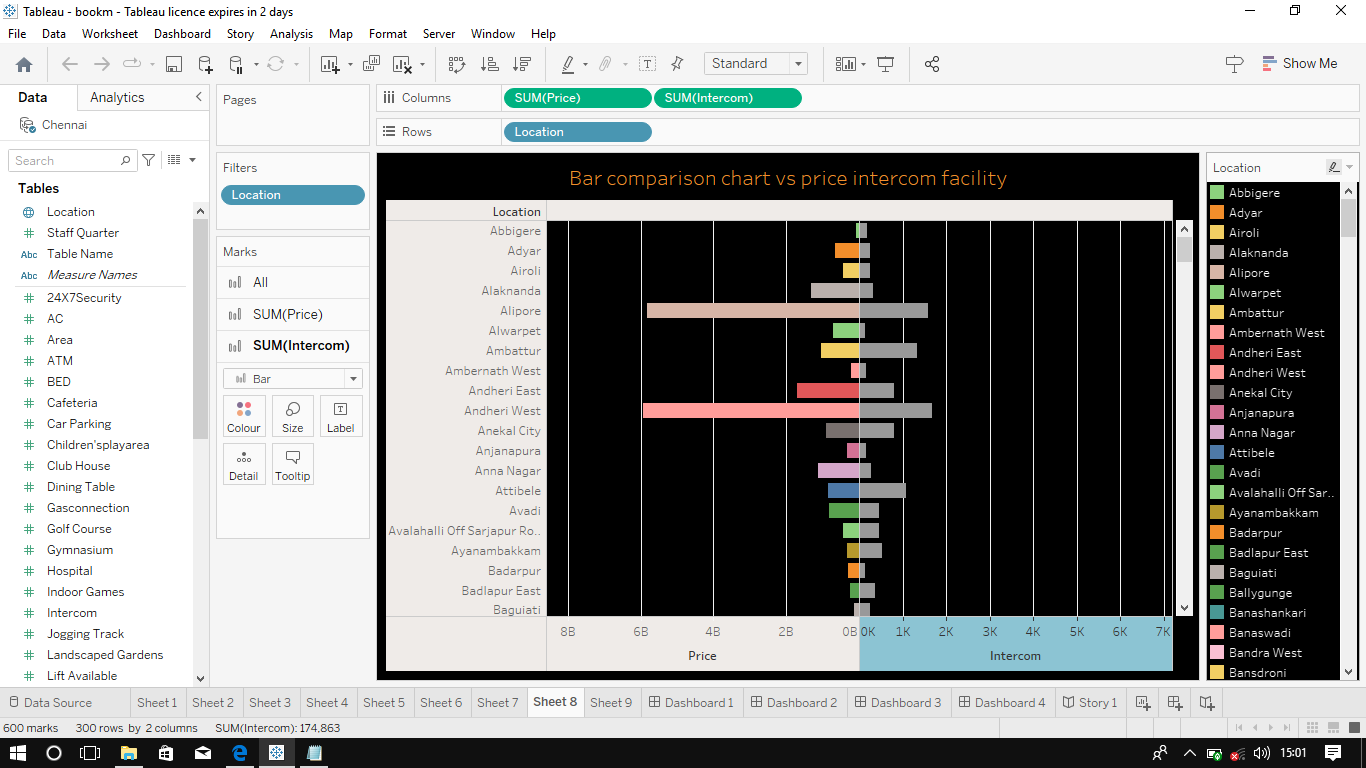 Tableau - bookm - Tableau licence expires in 2 days
File Data Worksheet Dashboard Story Analysis Map Format Server Window Help
Standard
Show Me
Data Analytics
Chennai
Search
Tables
Location
Staff Quarter
Abc Table Name
Abc Measure Names
24X7Security
AC
Area
ATM
BED
Cafeteria
Car Parking
Children'splayarea
Club House
Dining Table
Gasconnection
Golf Course
Gymnasium
Hospital
Indoor Games
Intercom
Jogging Track
Landscaped Gardens
Lift Available
Pages
Filters
Location
Marks
All
SUM(Price)
SUM(Intercom)
Bar
Colour Size Label
Detail Tooltip
Columns SUM(Price) SUM(Intercom)
Rows Location
Bar comparison chart vs price intercom facility
Location
Abbigere
Adyar
Airoli
Alaknanda
Alipore
Alwarpet
Ambattur
Ambernath West
Andheri East
Andheri West
Anekal City
Anjanapura
Anna Nagar
Attibele
Avadi
Avalahalli Off Sarjapur Ro..
Ayanambakkam
Badarpur
Badlapur East
Baguiati
8B 6B 4B 2B 0B 0K 1K 2K 3K 4K 5K 6K 7K
Price Intercom
Location
Abbigere
Adyar
Airoli
Alaknanda
Alipore
Alwarpet
Ambattur
Ambernath West
Andheri East
Andheri West
Anekal City
Anjanapura
Anna Nagar
Attibele
Avadi
Avalahalli Off Sar..
Ayanambakkam
Badarpur
Badlapur East
Baguiati
Ballygunge
Banashankari
Banaswadi
Bandra West
Bansdroni
Data Source Sheet 1 Sheet 2 Sheet 3 Sheet 4 Sheet 5 Sheet 6 Sheet 7 Sheet 8 Sheet 9 Dashboard 1 Dashboard 2 Dashboard 3 Dashboard 4 Story 1
600 marks 300 rows by 2 columns SUM(Intercom): 174,863
15:01